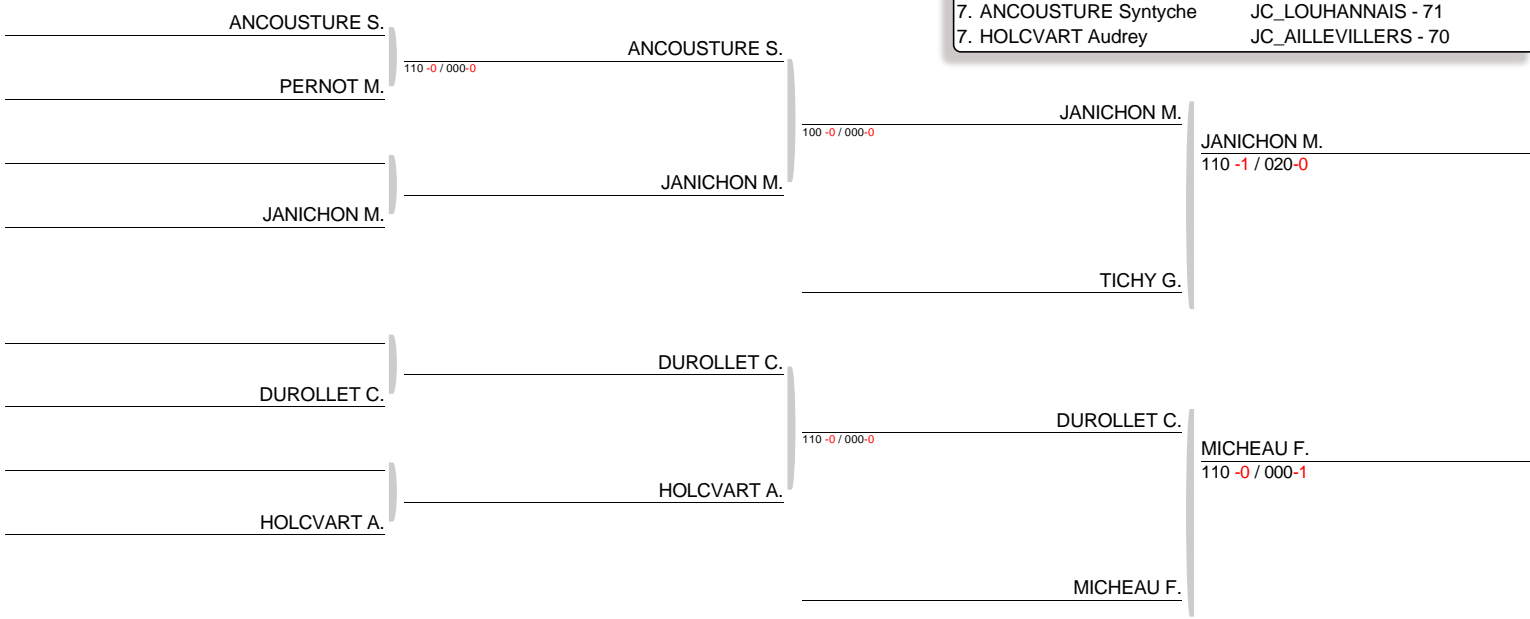 7. ANCOUSTURE Syntyche JC_LOUHANNAIS - 71
7. HOLCVART Audrey JC_AILLEVILLERS - 70
ANCOUSTURE S.
PERNOT M.
JANICHON M.
DUROLLET C.
HOLCVART A.
ANCOUSTURE S.
110 -0 / 000-0
JANICHON M.
DUROLLET C.
HOLCVART A.
JANICHON M.
100 -0 / 000-0
TICHY G.
DUROLLET C.
110 -0 / 000-0
MICHEAU F.
JANICHON M.
110 -1 / 020-0
MICHEAU F.
110 -0 / 000-1